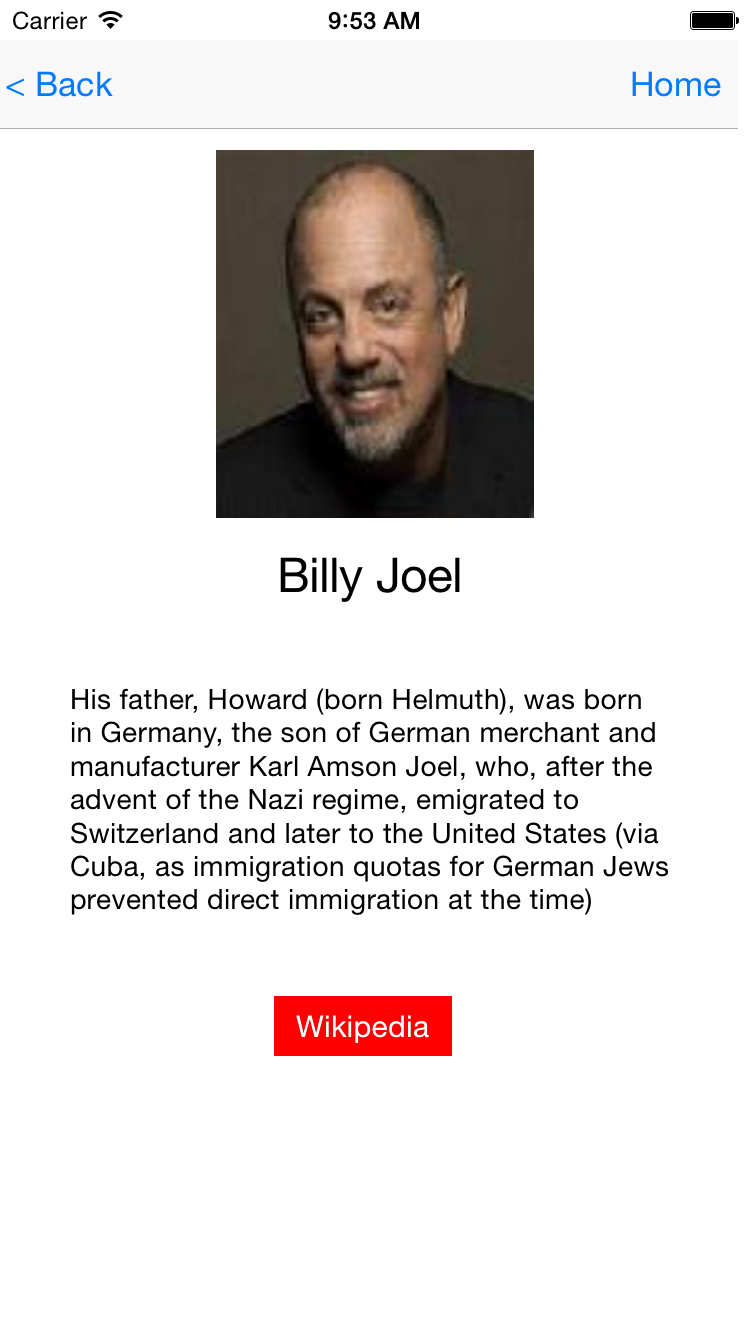 Carrier 9:53 AM
< Back Home
Billy Joel
His father, Howard (born Helmuth), was born
in Germany, the son of German merchant and
manufacturer Karl Amson Joel, who, after the
advent of the Nazi regime, emigrated to
Switzerland and later to the United States (via
Cuba, as immigration quotas for German Jews
prevented direct immigration at the time)
Wikipedia